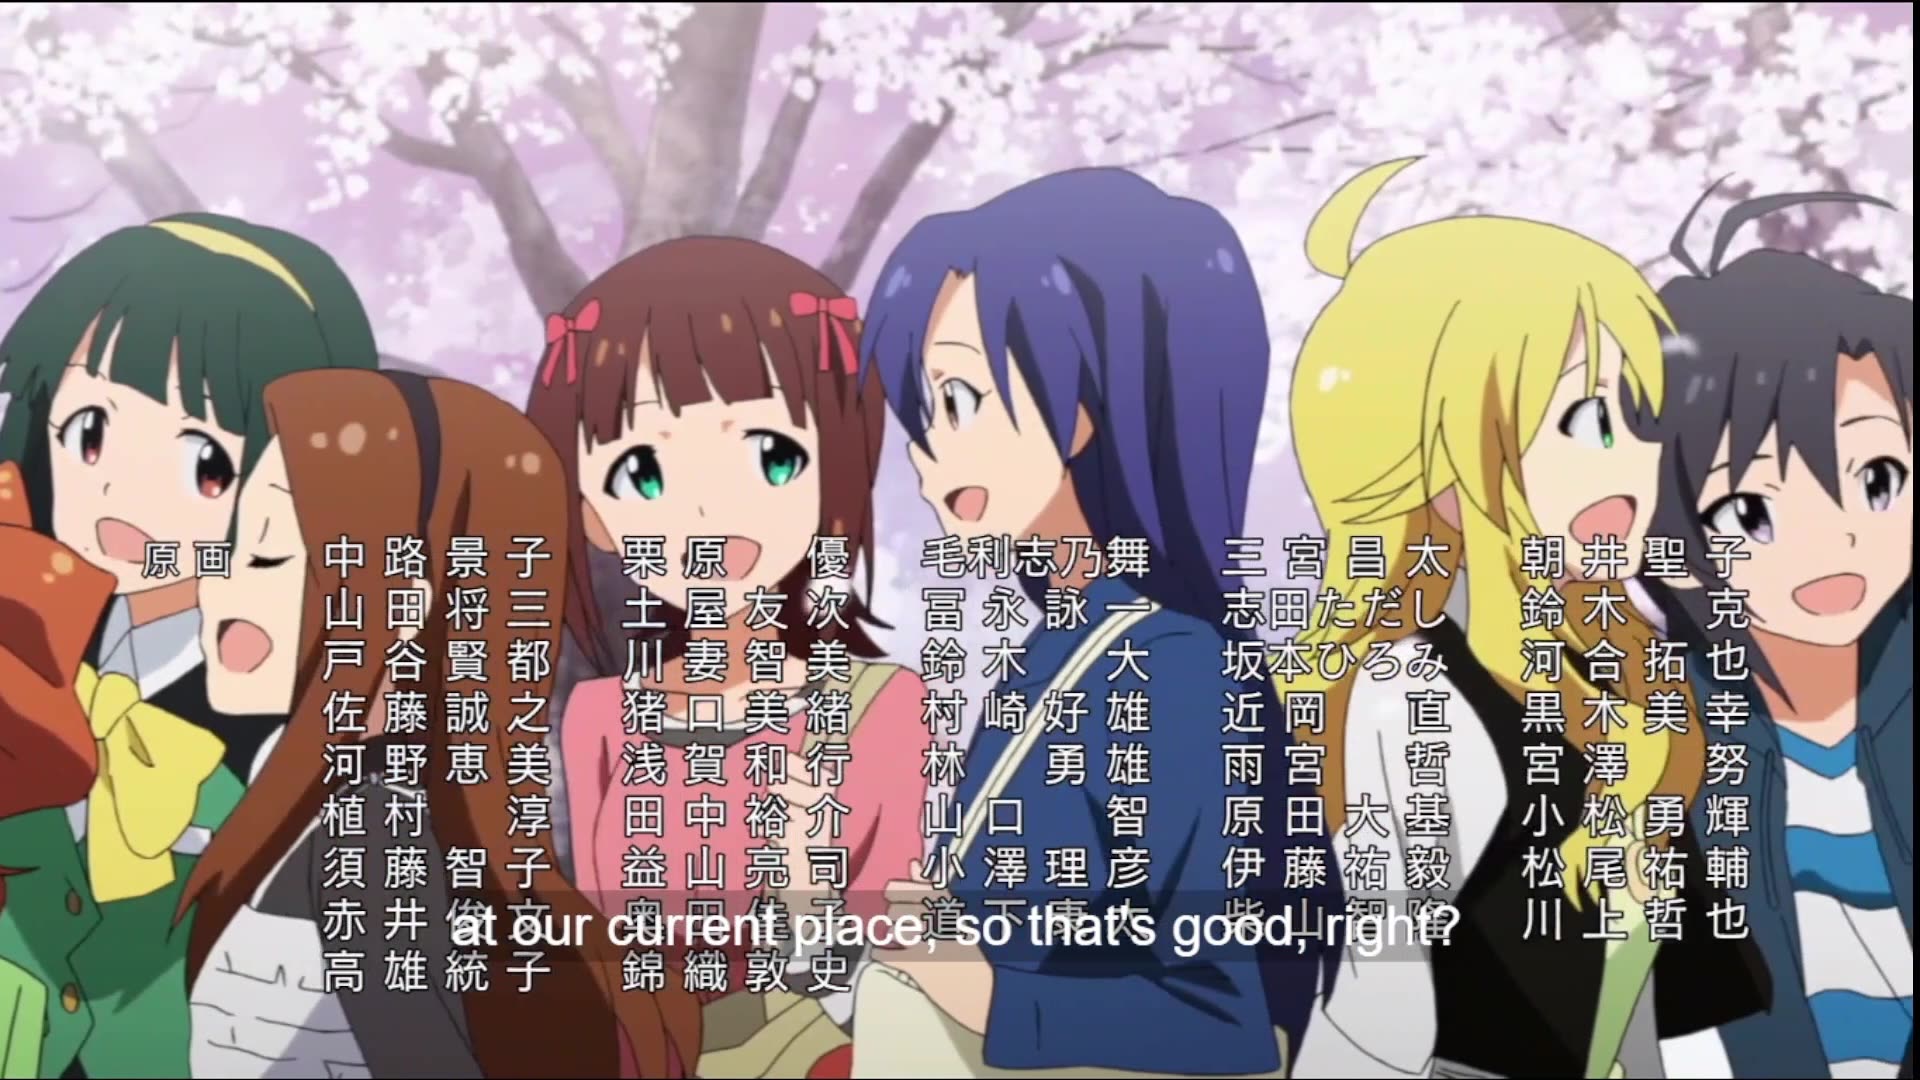 原画 中路景子 栗原優 毛利志乃舞 三宮昌太 朝井聖子
山田将三 土屋友次 冨永詠一 志田ただし 鈴木克
戸谷賢都 川妻智美 鈴木大 坂本ひろみ 河合拓也
佐藤誠之 猪口美緒 村崎好雄 近岡直 黒木美幸
河野恵美 浅賀和行 林勇雄 雨宮哲 宮澤努
植村淳 田中裕介 山口智 原田大基 小松勇輝
須藤智子 益山亮司 小澤理彦 伊藤祐毅 松尾祐輔
赤井 川上哲也
at our current place, so that's good, right?
高雄統子 錦織敦史